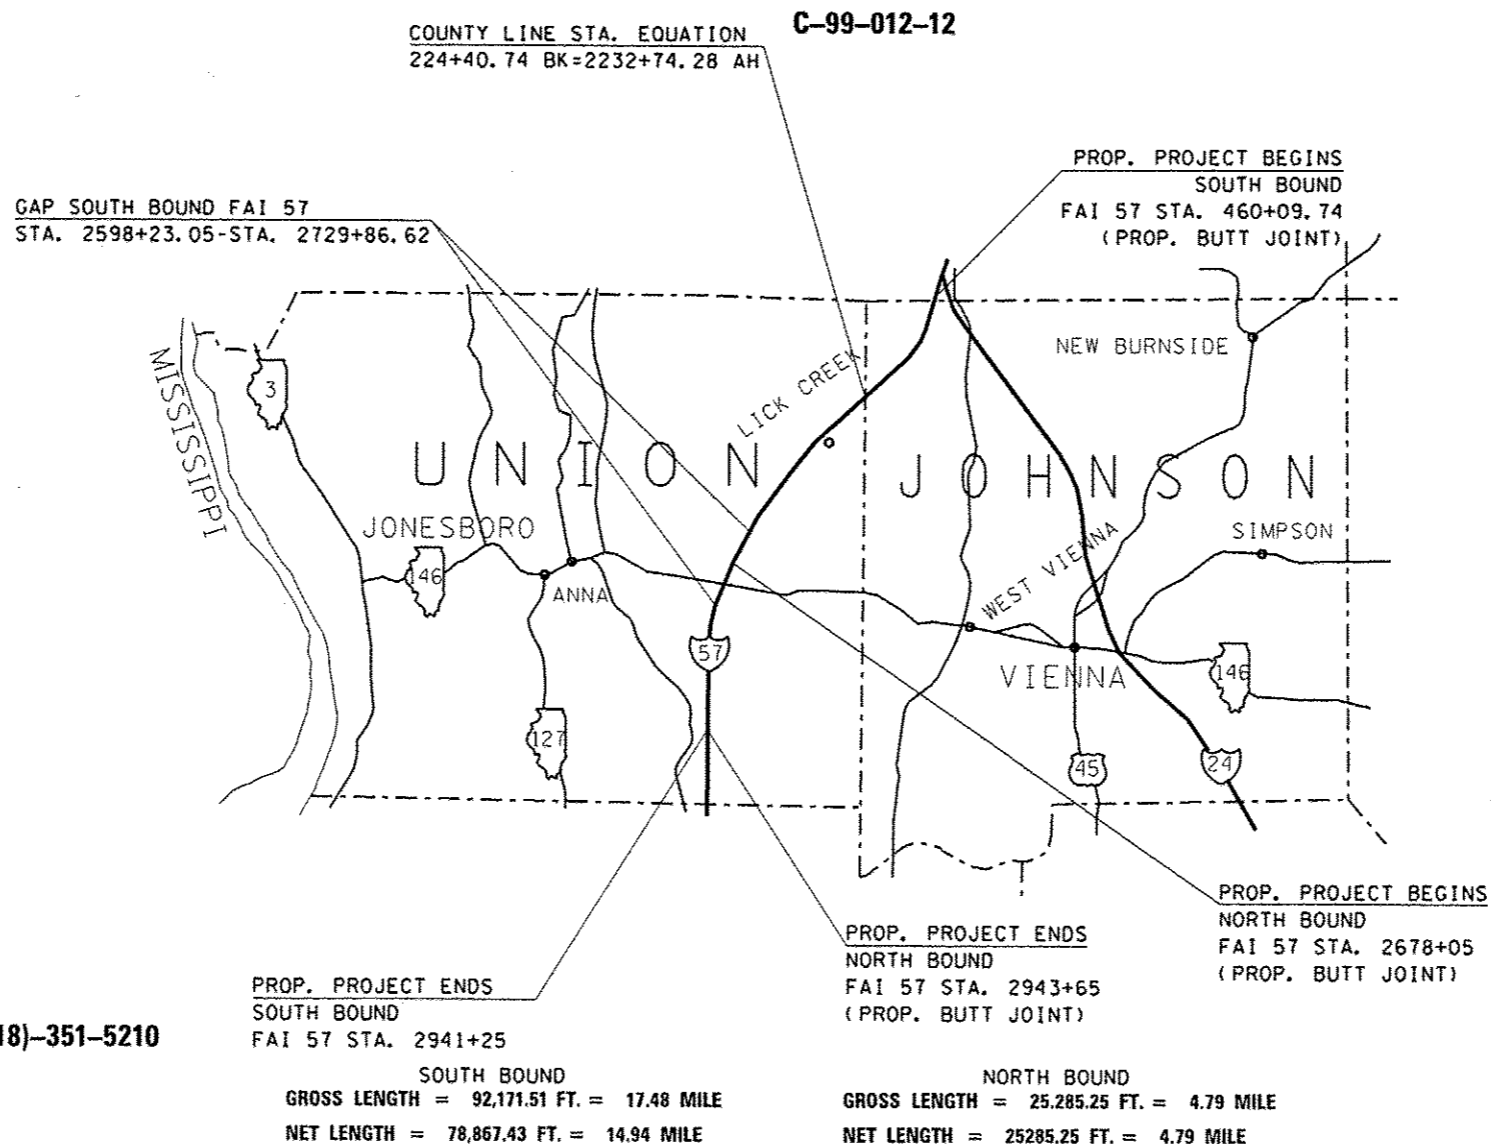 C–99–012–12
COUNTY LINE STA. EQUATION
224+40.74 BK=2232+74.28 AH
PROP. PROJECT BEGINS
SOUTH BOUND
FAI 57 STA. 460+09.74
(PROP. BUTT JOINT)
GAP SOUTH BOUND FAI 57
STA. 2598+23.05-STA. 2729+86.62
MISSISSIPPI
3
LICK CREEK
NEW BURNSIDE
UNION
JOHNSON
JONESBORO
SIMPSON
146
ANNA
WEST VIENNA
57
VIENNA
146
127
45
24
PROP. PROJECT BEGINS
NORTH BOUND
FAI 57 STA. 2678+05
(PROP. BUTT JOINT)
PROP. PROJECT ENDS
NORTH BOUND
FAI 57 STA. 2943+65
(PROP. BUTT JOINT)
PROP. PROJECT ENDS
SOUTH BOUND
FAI 57 STA. 2941+25
18)–351–5210
SOUTH BOUND
GROSS LENGTH = 92,171.51 FT. = 17.48 MILE
NET LENGTH = 78,867.43 FT. = 14.94 MILE
NORTH BOUND
GROSS LENGTH = 25.285.25 FT. = 4.79 MILE
NET LENGTH = 25285.25 FT. = 4.79 MILE